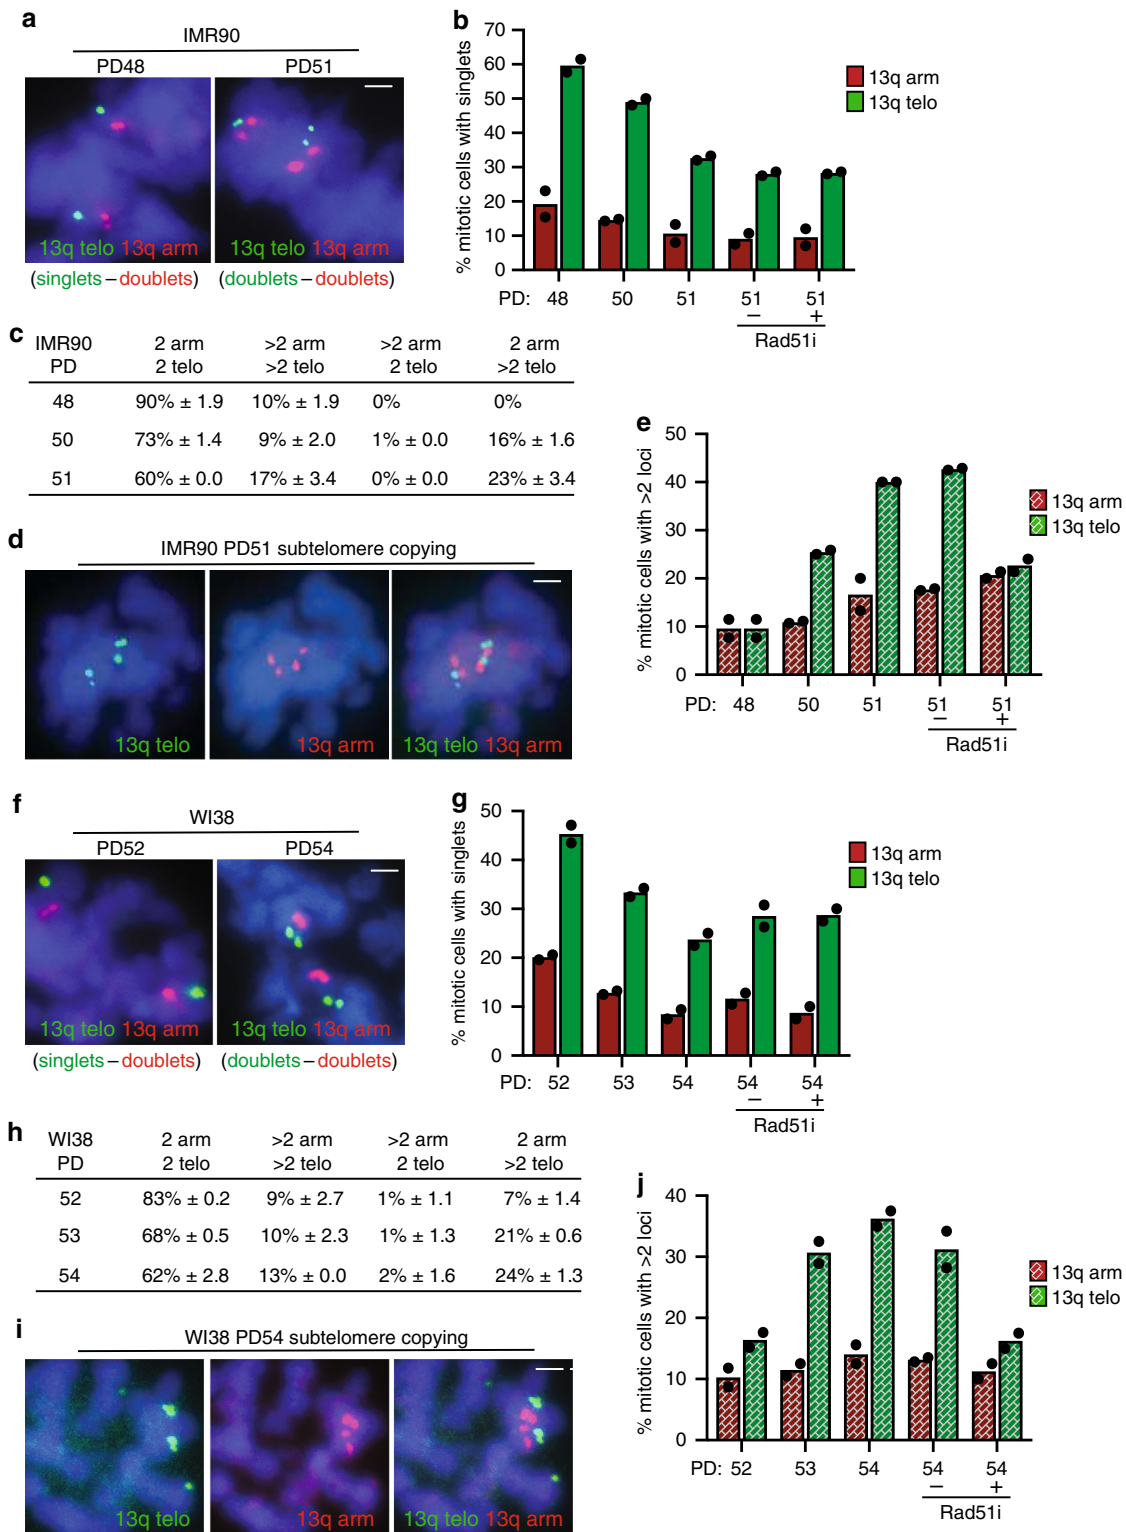 a
IMR90
PD48 PD51
13q telo 13q arm 13q telo 13q arm
(singlets – doublets) (doublets – doublets)
b
% mitotic cells with singlets
70
60
50
40
30
20
10
0
PD: 48 50 51 51 51
– +
Rad51i
13q arm
13q telo
c
IMR90 2 arm >2 arm >2 arm 2 arm
PD 2 telo >2 telo 2 telo >2 telo
48 90% ± 1.9 10% ± 1.9 0% 0%
50 73% ± 1.4 9% ± 2.0 1% ± 0.0 16% ± 1.6
51 60% ± 0.0 17% ± 3.4 0% ± 0.0 23% ± 3.4
d
IMR90 PD51 subtelomere copying
13q telo 13q arm 13q telo 13q arm
e
% mitotic cells with >2 loci
50
40
30
20
10
0
PD: 48 50 51 51 51
– +
Rad51i
13q arm
13q telo
f
WI38
PD52 PD54
13q telo 13q arm 13q telo 13q arm
(singlets – doublets) (doublets – doublets)
g
% mitotic cells with singlets
50
40
30
20
10
0
PD: 52 53 54 54 54
– +
Rad51i
13q arm
13q telo
h
WI38 2 arm >2 arm >2 arm 2 arm
PD 2 telo >2 telo 2 telo >2 telo
52 83% ± 0.2 9% ± 2.7 1% ± 1.1 7% ± 1.4
53 68% ± 0.5 10% ± 2.3 1% ± 1.3 21% ± 0.6
54 62% ± 2.8 13% ± 0.0 2% ± 1.6 24% ± 1.3
i
WI38 PD54 subtelomere copying
13q telo 13q arm 13q telo 13q arm
j
% mitotic cells with >2 loci
40
30
20
10
0
PD: 52 53 54 54 54
– +
Rad51i
13q arm
13q telo